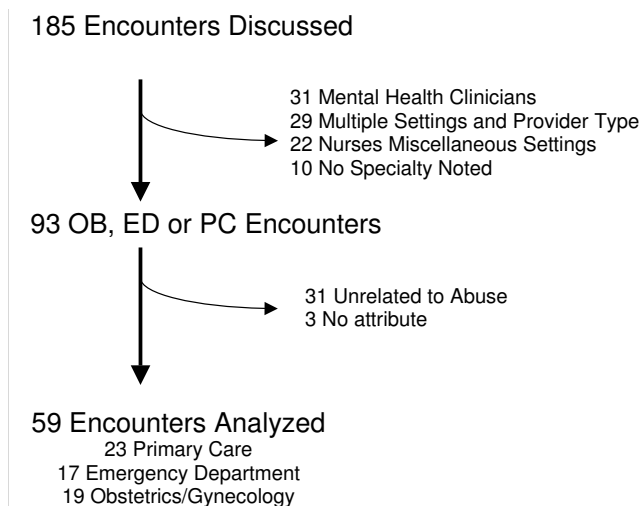 185 Encounters Discussed
31 Mental Health Clinicians
29 Multiple Settings and Provider Type
22 Nurses Miscellaneous Settings
10 No Specialty Noted
93 OB, ED or PC Encounters
31 Unrelated to Abuse
3 No attribute
59 Encounters Analyzed
23 Primary Care
17 Emergency Department
19 Obstetrics/Gynecology